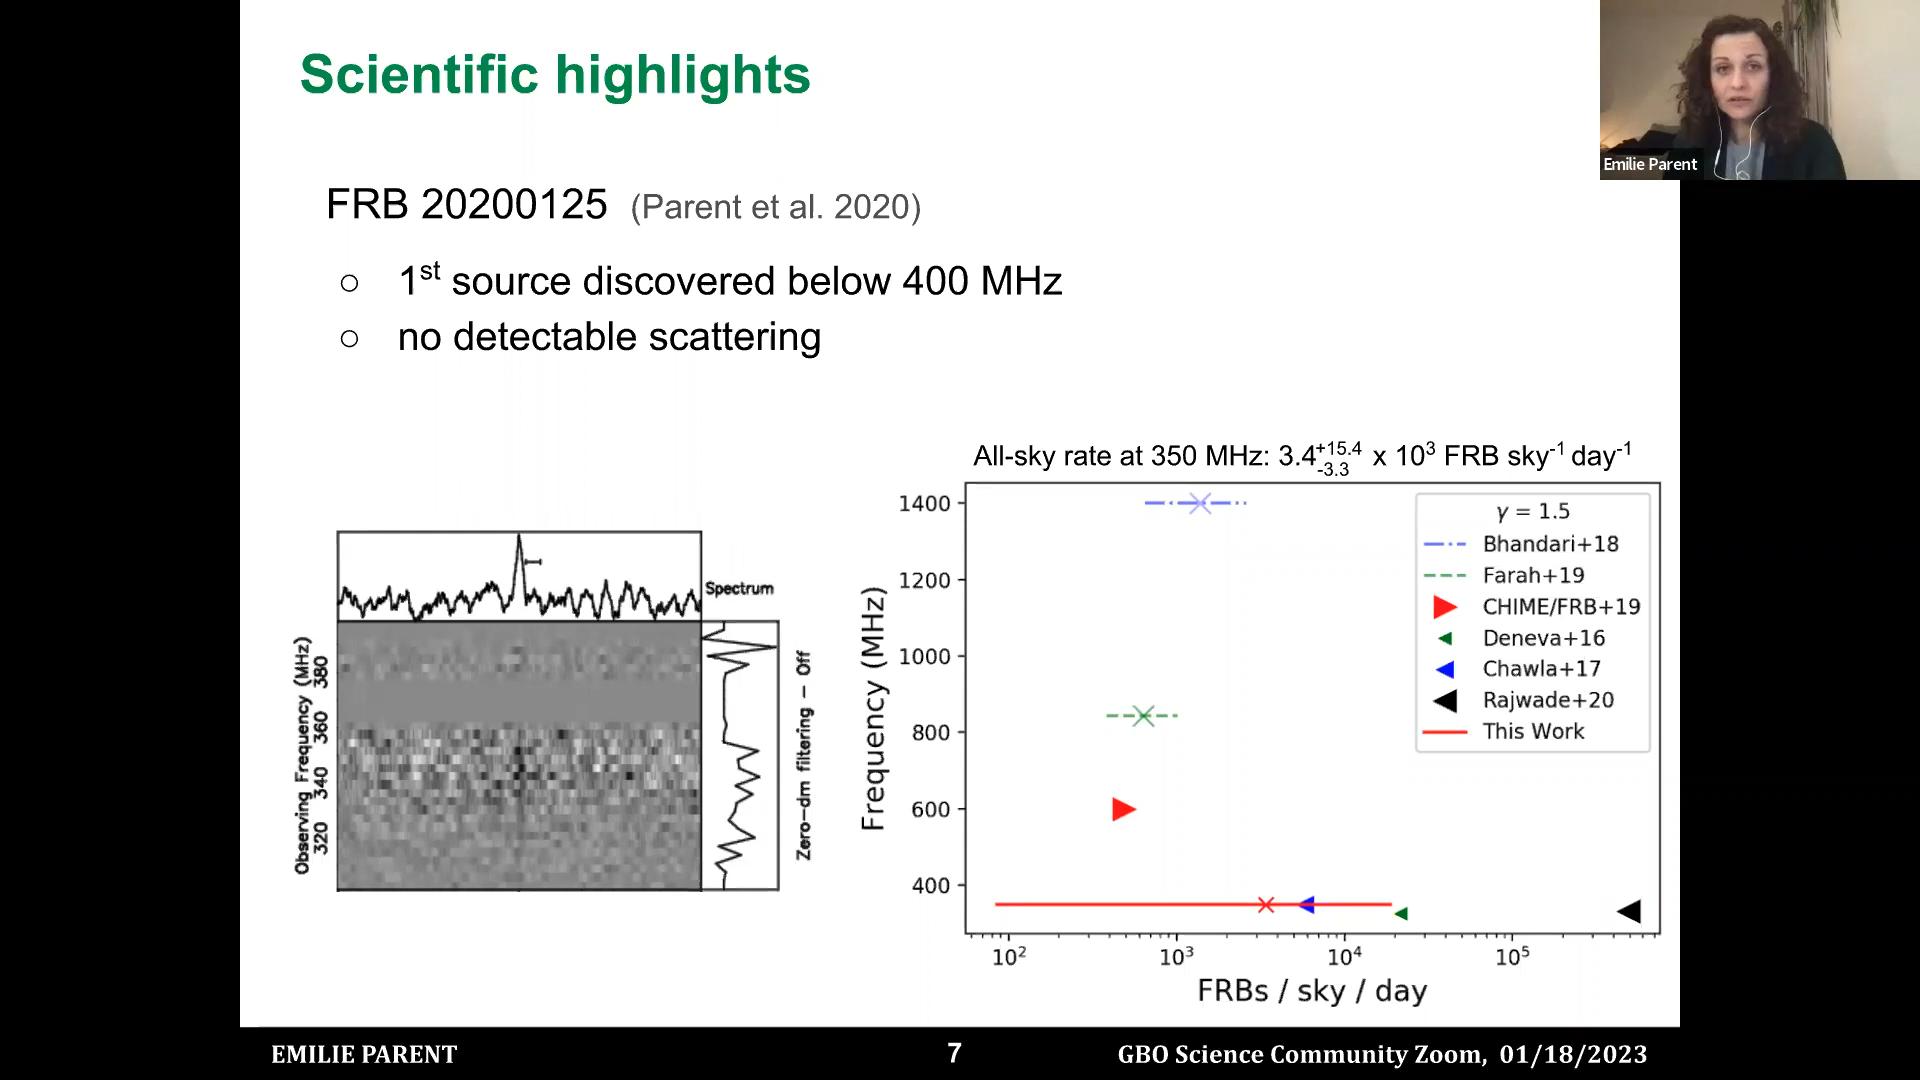 Scientific highlights
Emilie Parent
FRB 20200125 (Parent et al. 2020)
○ 1st source discovered below 400 MHz
○ no detectable scattering
All-sky rate at 350 MHz: 3.4 +15.4 -3.3 x 10³ FRB sky⁻¹ day⁻¹
Spectrum
Observing Frequency (MHz)
380
360
340
320
Zero-dm filtering - Off
Frequency (MHz)
1400
1200
1000
800
600
400
γ = 1.5
Bhandari+18
Farah+19
CHIME/FRB+19
Deneva+16
Chawla+17
Rajwade+20
This Work
10² 10³ 10⁴ 10⁵
FRBs / sky / day
EMILIE PARENT 7 GBO Science Community Zoom, 01/18/2023